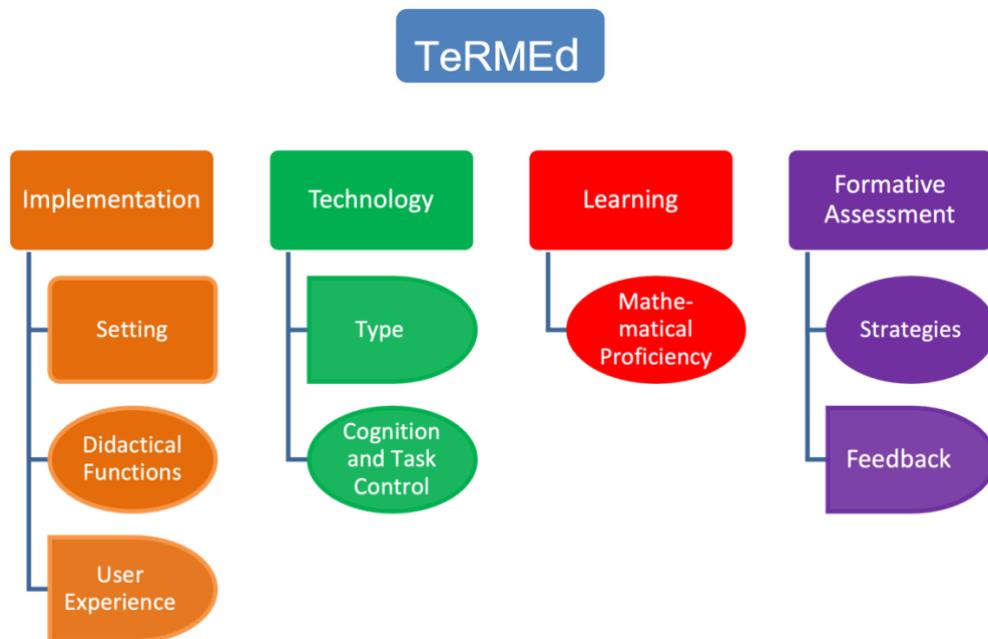 TeRMEd
Implementation
Technology
Learning
Formative
Assessment
Setting
Type
Mathe-
matical
Proficiency
Strategies
Didactical
Functions
Cognition
and Task
Control
Feedback
User
Experience